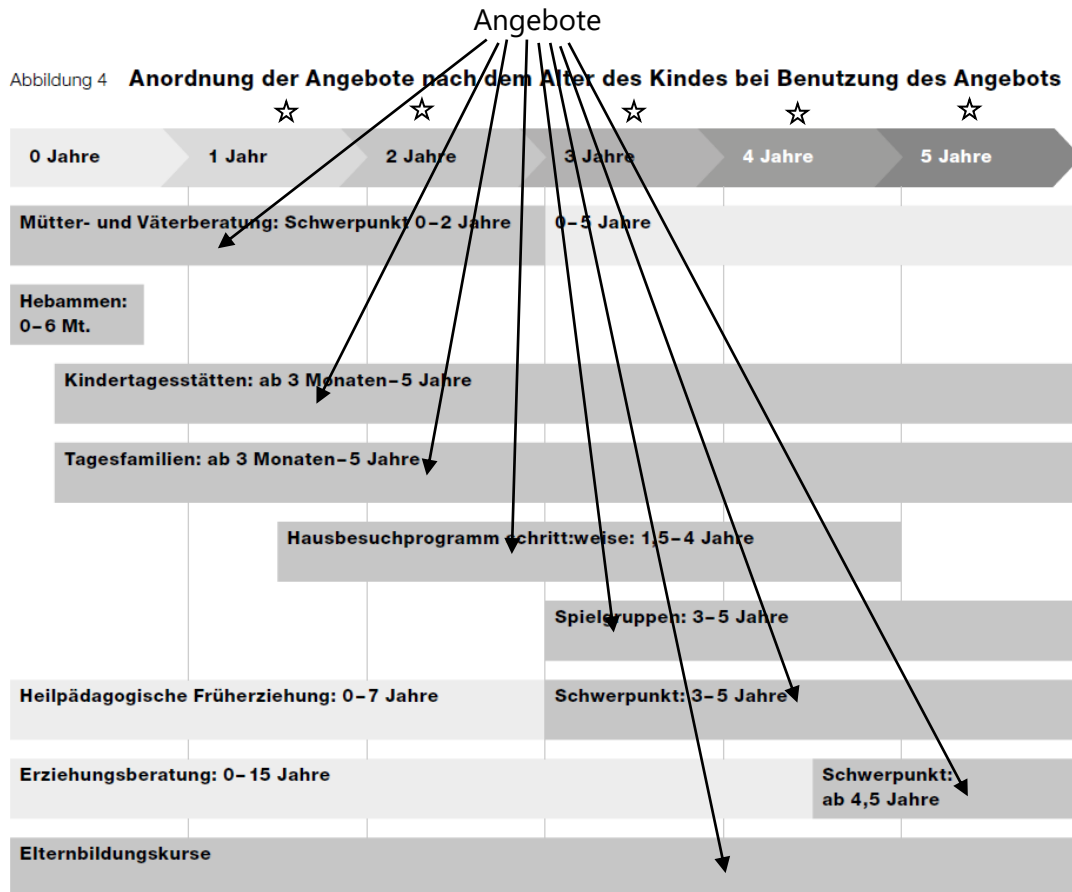 Angebote
Abbildung 4 Anordnung der Angebote nach dem Alter des Kindes bei Benutzung des Angebots
0 Jahre 1 Jahr 2 Jahre 3 Jahre 4 Jahre 5 Jahre
Mütter- und Väterberatung: Schwerpunkt 0–2 Jahre 0–5 Jahre
Hebammen:
0–6 Mt.
Kindertagesstätten: ab 3 Monaten–5 Jahre
Tagesfamilien: ab 3 Monaten–5 Jahre
Hausbesuchprogramm schritt:weise: 1,5–4 Jahre
Spielgruppen: 3–5 Jahre
Heilpädagogische Früherziehung: 0–7 Jahre Schwerpunkt: 3–5 Jahre
Erziehungsberatung: 0–15 Jahre
Schwerpunkt:
ab 4,5 Jahre
Elternbildungskurse